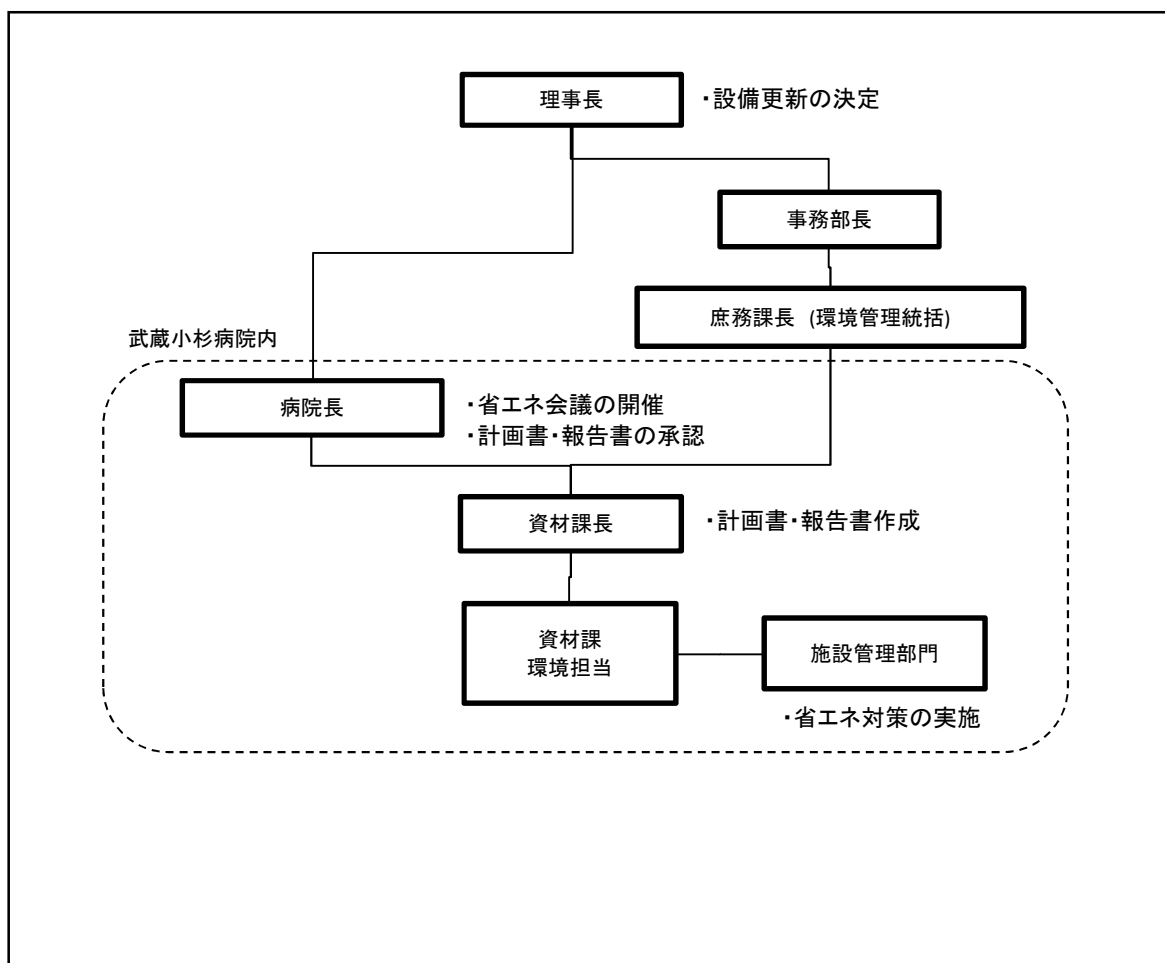 理事長
・設備更新の決定
事務部長
庶務課長 (環境管理統括)
武蔵小杉病院内
病院長
・省エネ会議の開催
・計画書・報告書の承認
資材課長
・計画書・報告書作成
資材課
環境担当
施設管理部門
・省エネ対策の実施